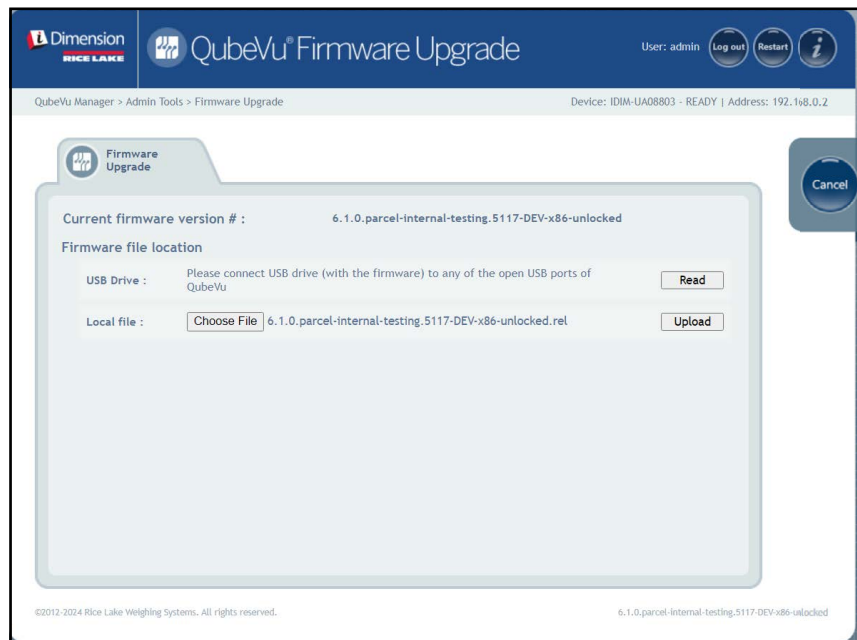 iDimension
RICE LAKE
QubeVu® Firmware Upgrade
User: admin
Log out
Restart
i
QubeVu Manager > Admin Tools > Firmware Upgrade
Device: IDIM-UA08803 - READY | Address: 192.168.0.2
Firmware
Upgrade
Cancel
Current firmware version # : 6.1.0.parcel-internal-testing.5117-DEV-x86-unlocked
Firmware file location
USB Drive : Please connect USB drive (with the firmware) to any of the open USB ports of
QubeVu
Read
Local file : Choose File 6.1.0.parcel-internal-testing.5117-DEV-x86-unlocked.rel Upload
©2012-2024 Rice Lake Weighing Systems. All rights reserved.
6.1.0.parcel-internal-testing.5117-DEV-x86-unlocked